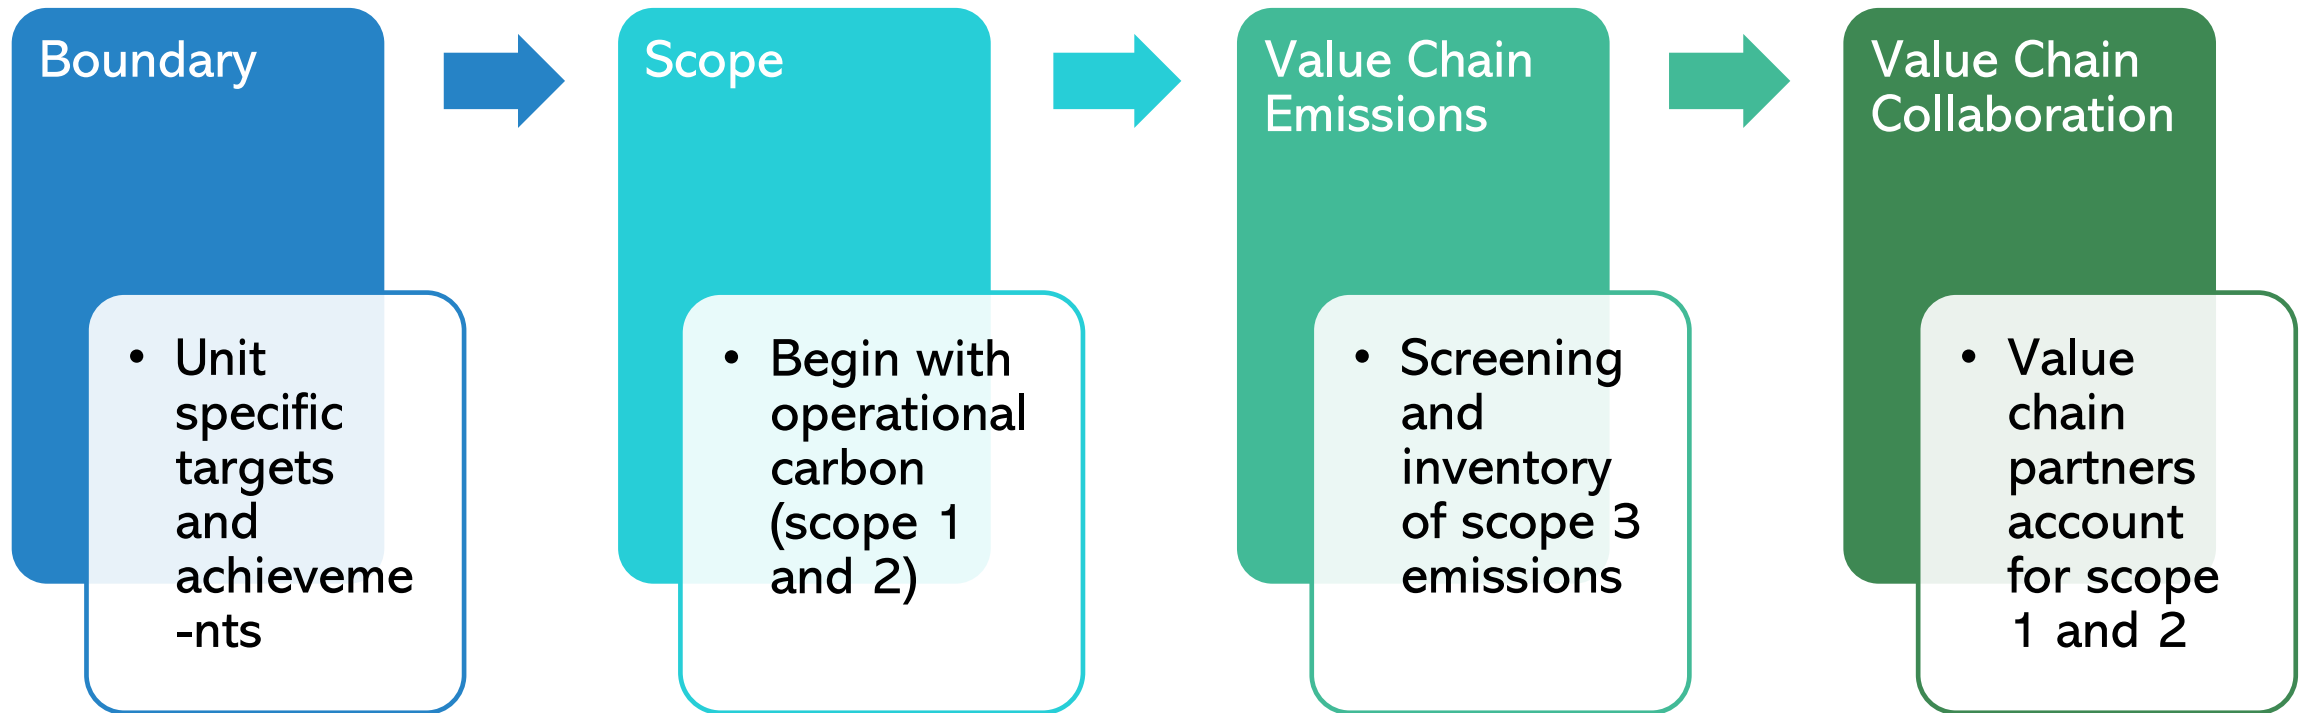 Boundary
• Unit
specific
targets
and
achieveme
-nts
Scope
• Begin with
operational
carbon
(scope 1
and 2)
Value Chain
Emissions
• Screening
and
inventory
of scope 3
emissions
Value Chain
Collaboration
• Value
chain
partners
account
for scope
1 and 2